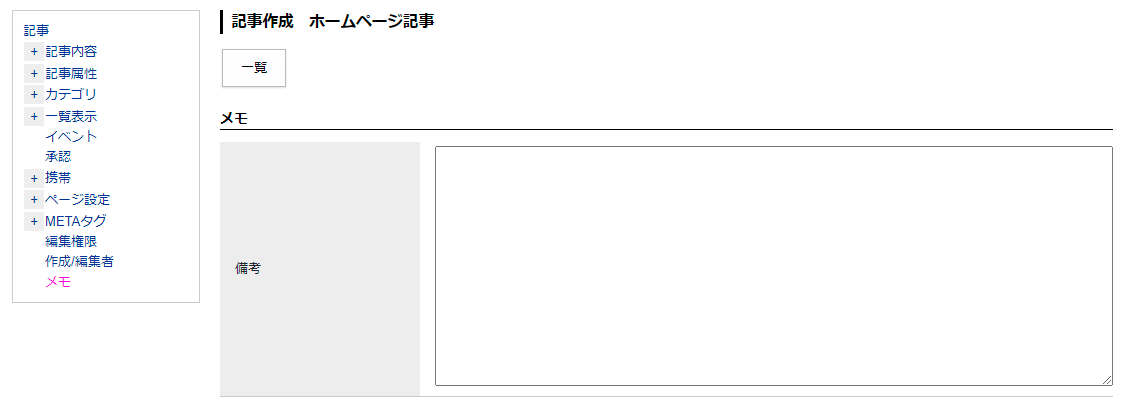 記事
+ 記事内容
+ 記事属性
+ カテゴリ
+ 一覧表示
イベント
承認
+ 携帯
+ ページ設定
+ METAタグ
編集権限
作成/編集者
メモ
記事作成　ホームページ記事
一覧
メモ
備考